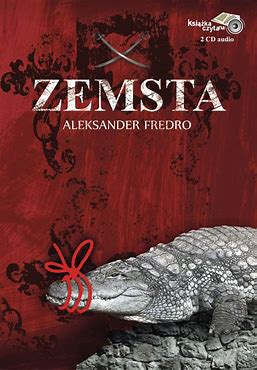 Książka
czytana
2 CD audio
ZEMSTA
ALEKSANDER FREDRO